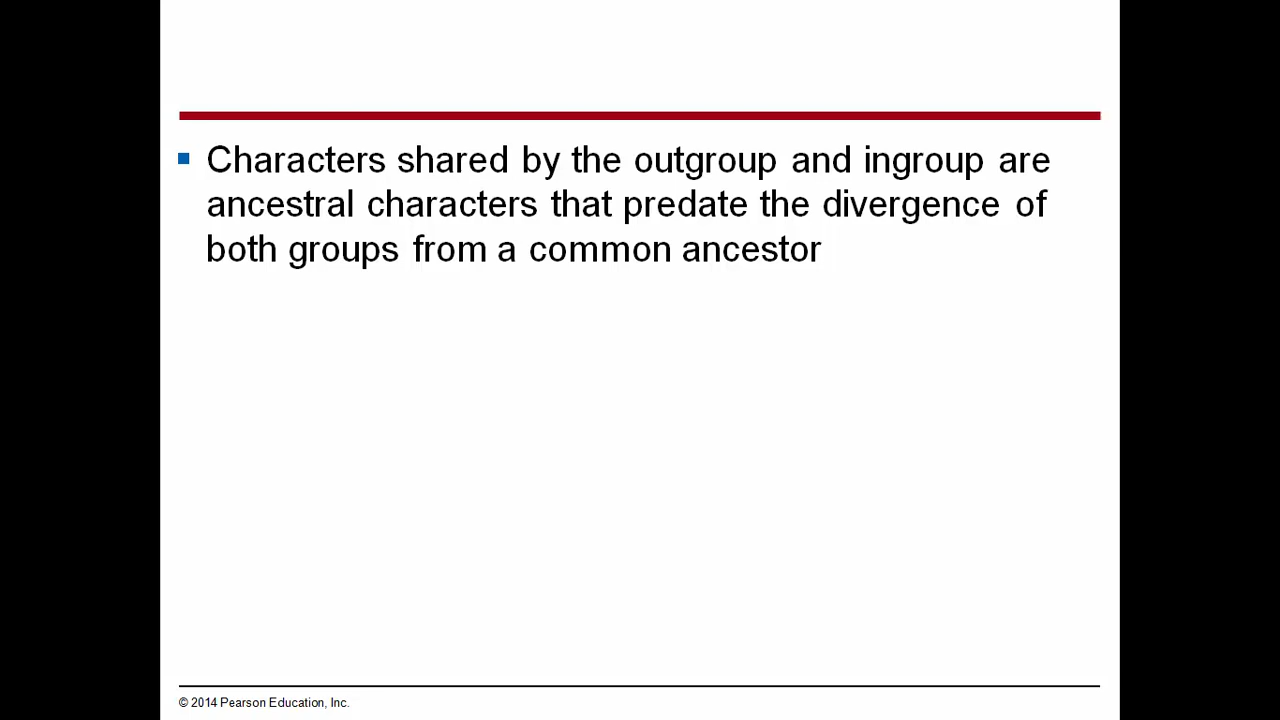 Characters shared by the outgroup and ingroup are
ancestral characters that predate the divergence of
both groups from a common ancestor
© 2014 Pearson Education, Inc.